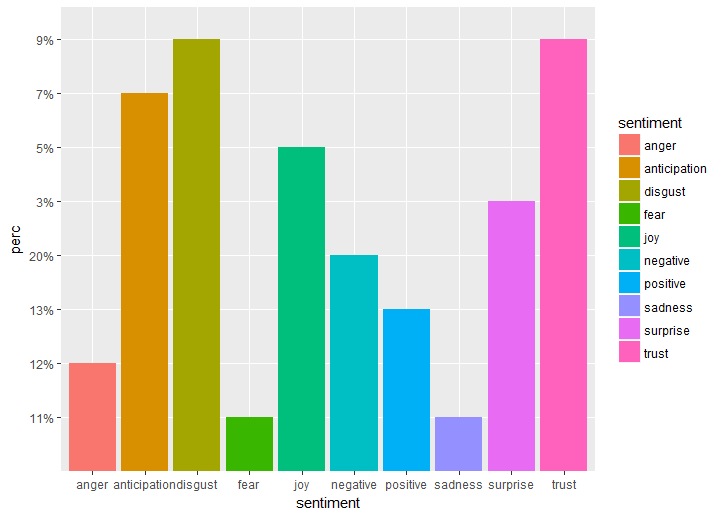 9%
7%
5%
3%
20%
13%
12%
11%
perc
anger anticipation disgust fear joy negative positive sadness surprise trust
sentiment
sentiment
anger
anticipation
disgust
fear
joy
negative
positive
sadness
surprise
trust